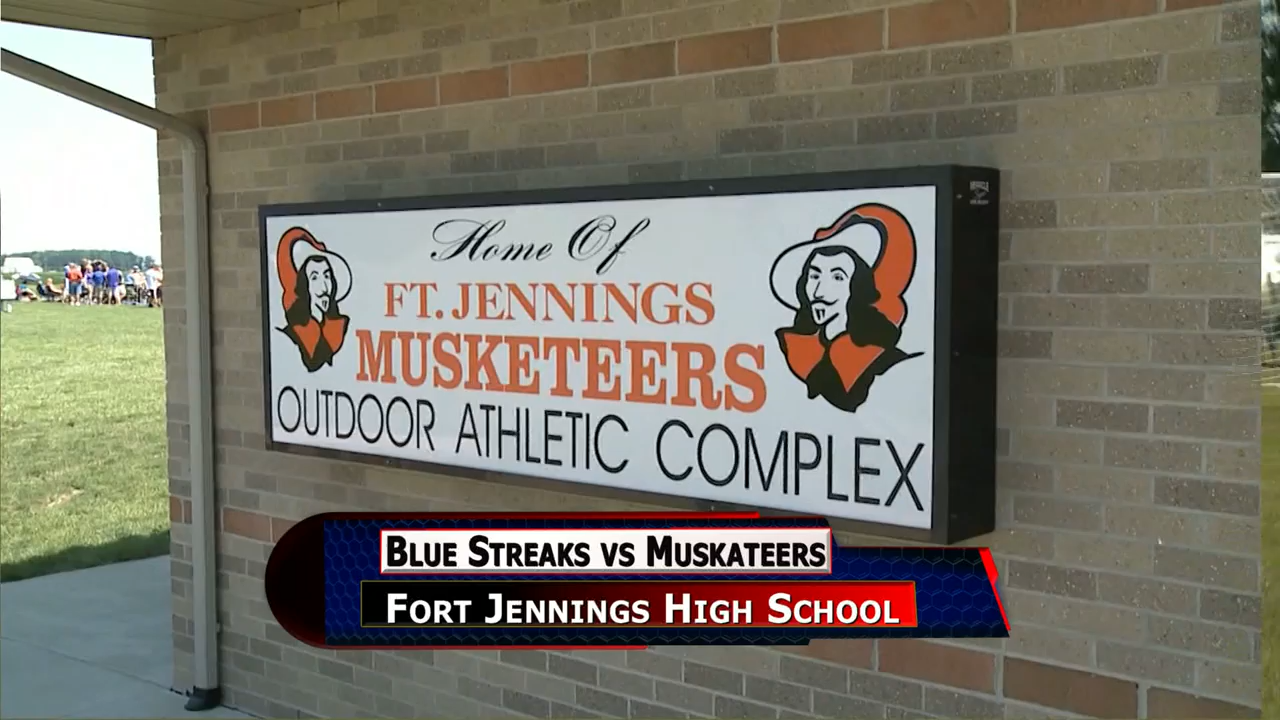 Home Of
FT. JENNINGS
MUSKETEERS
OUTDOOR ATHLETIC COMPLEX
BLUE STREAKS VS MUSKATEERS
FORT JENNINGS HIGH SCHOOL